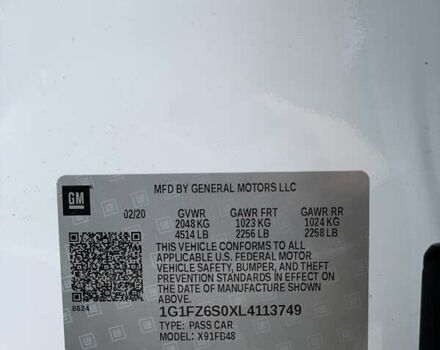 MFD BY GENERAL MOTORS LLC
GM
02/20 GVWR GAWR FRT GAWR RR
2048 KG 1023 KG 1024 KG
4514 LB 2256 LB 2258 LB
THIS VEHICLE CONFORMS TO ALL
APPLICABLE U.S. FEDERAL MOTOR
VEHICLE SAFETY, BUMPER, AND THEFT
PREVENTION STANDARDS IN EFFECT ON
THE DATE OF MANUFACTURE SHOWN
ABOVE.
8624
1G1FZ6S0XL4113749
TYPE: PASS CAR
MODEL: X91FB48